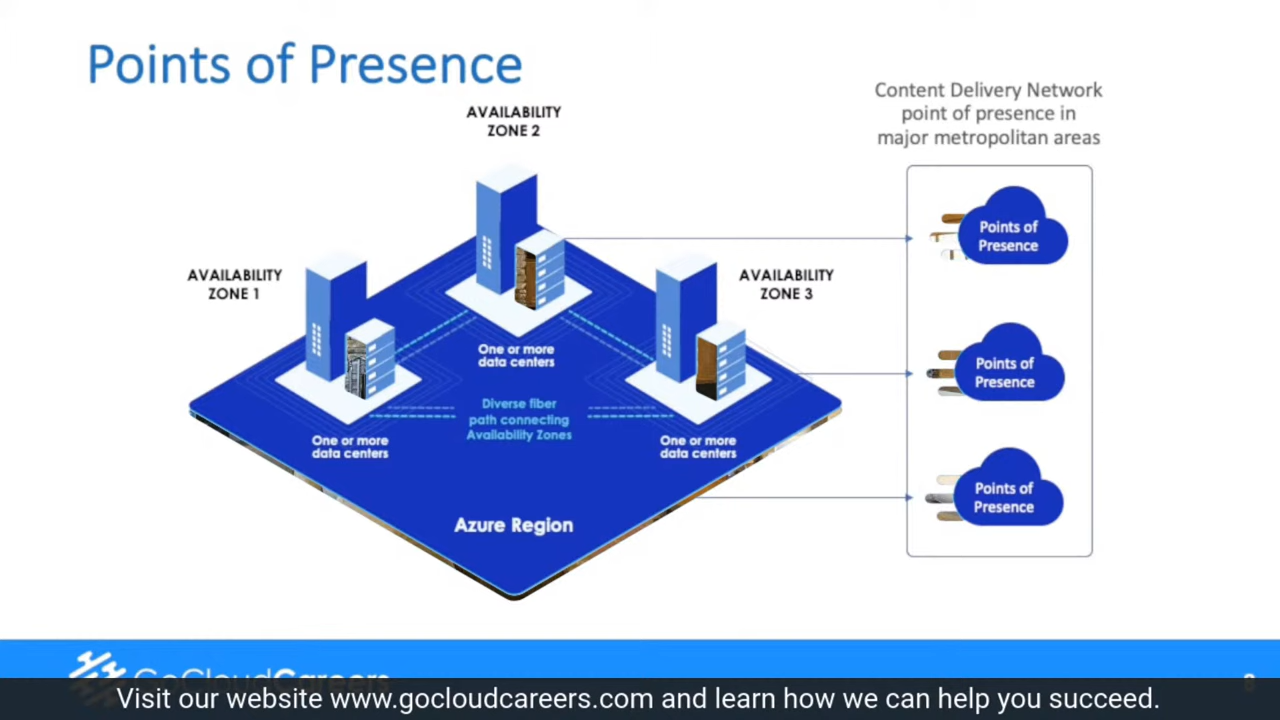 Points of Presence
Content Delivery Network
point of presence in
major metropolitan areas
AVAILABILITY
ZONE 2
AVAILABILITY
ZONE 1
AVAILABILITY
ZONE 3
Points of
Presence
Points of
Presence
Points of
Presence
One or more
data centers
Diverse fiber
path connecting
Availability Zones
One or more
data centers
One or more
data centers
Azure Region
GoCloudCareers
Visit our website www.gocloudcareers.com and learn how we can help you succeed.